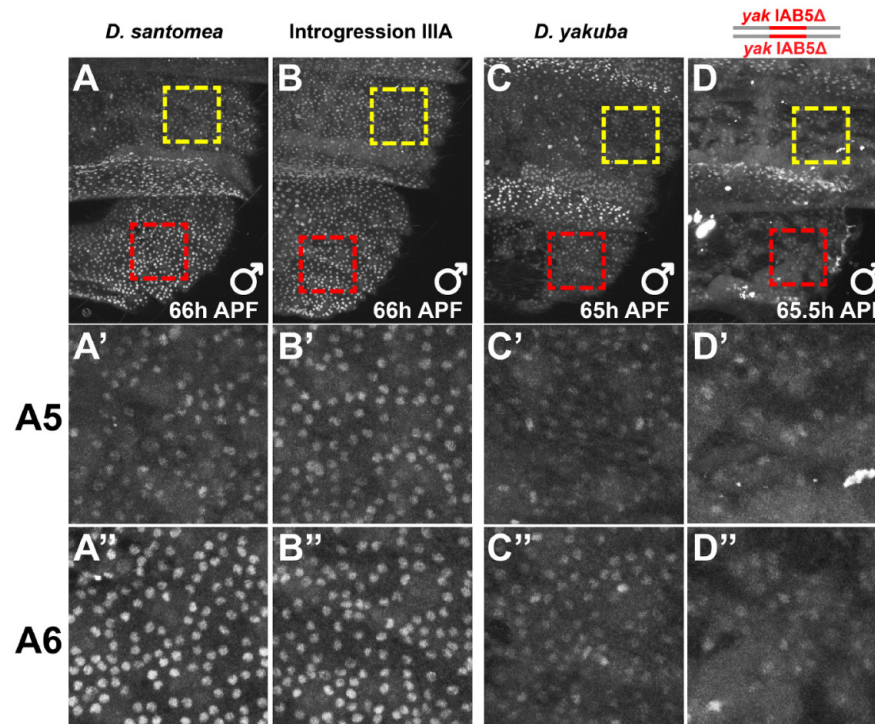 D. santomea
Introgression IIIA
D. yakuba
yak IAB5Δ
yak IAB5Δ
A
B
C
D
♂
♂
♂
♂
66h APF
66h APF
65h APF
65.5h APF
A5
A'
B'
C'
D'
A6
A''
B''
C''
D''